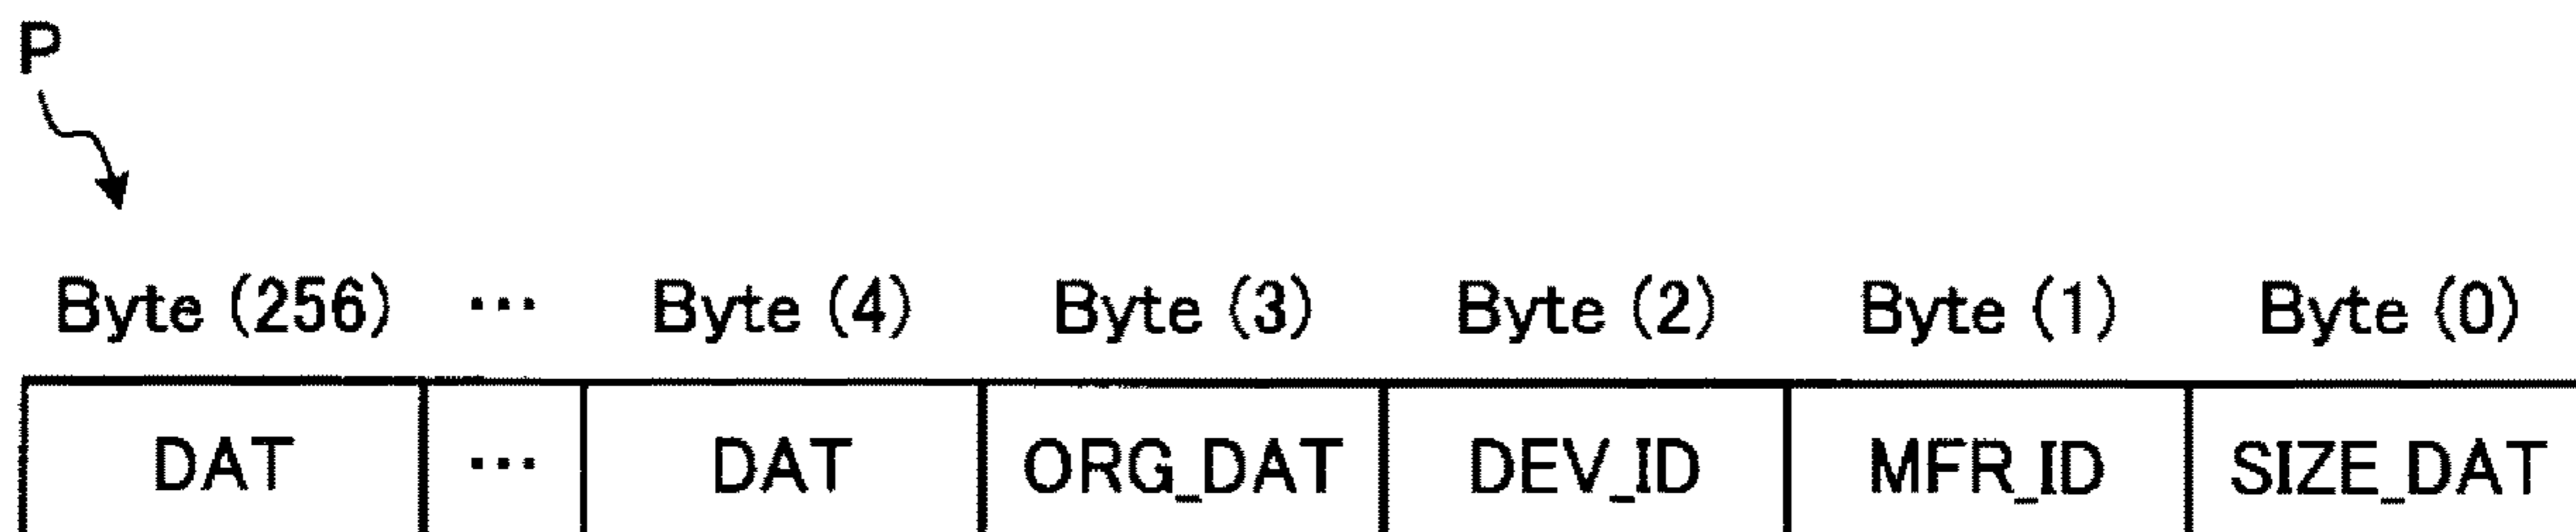 P
Byte (256) ... Byte (4) Byte (3) Byte (2) Byte (1) Byte (0)
DAT ... DAT ORG_DAT DEV_ID MFR_ID SIZE_DAT